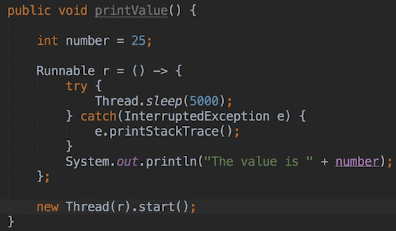 public void printValue() {
int number = 25;
Runnable r = () -> {
try {
Thread.sleep(5000);
} catch(InterruptedException e) {
e.printStackTrace();
}
System.out.println("The value is " + number);
};
new Thread(r).start();
}